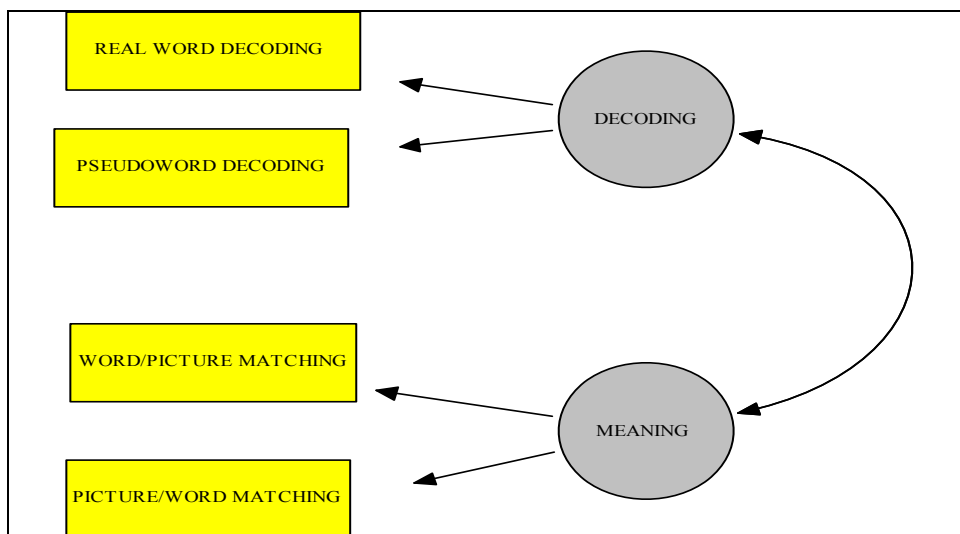 REAL WORD DECODING
DECODING
PSEUDOWORD DECODING
WORD/PICTURE MATCHING
MEANING
PICTURE/WORD MATCHING